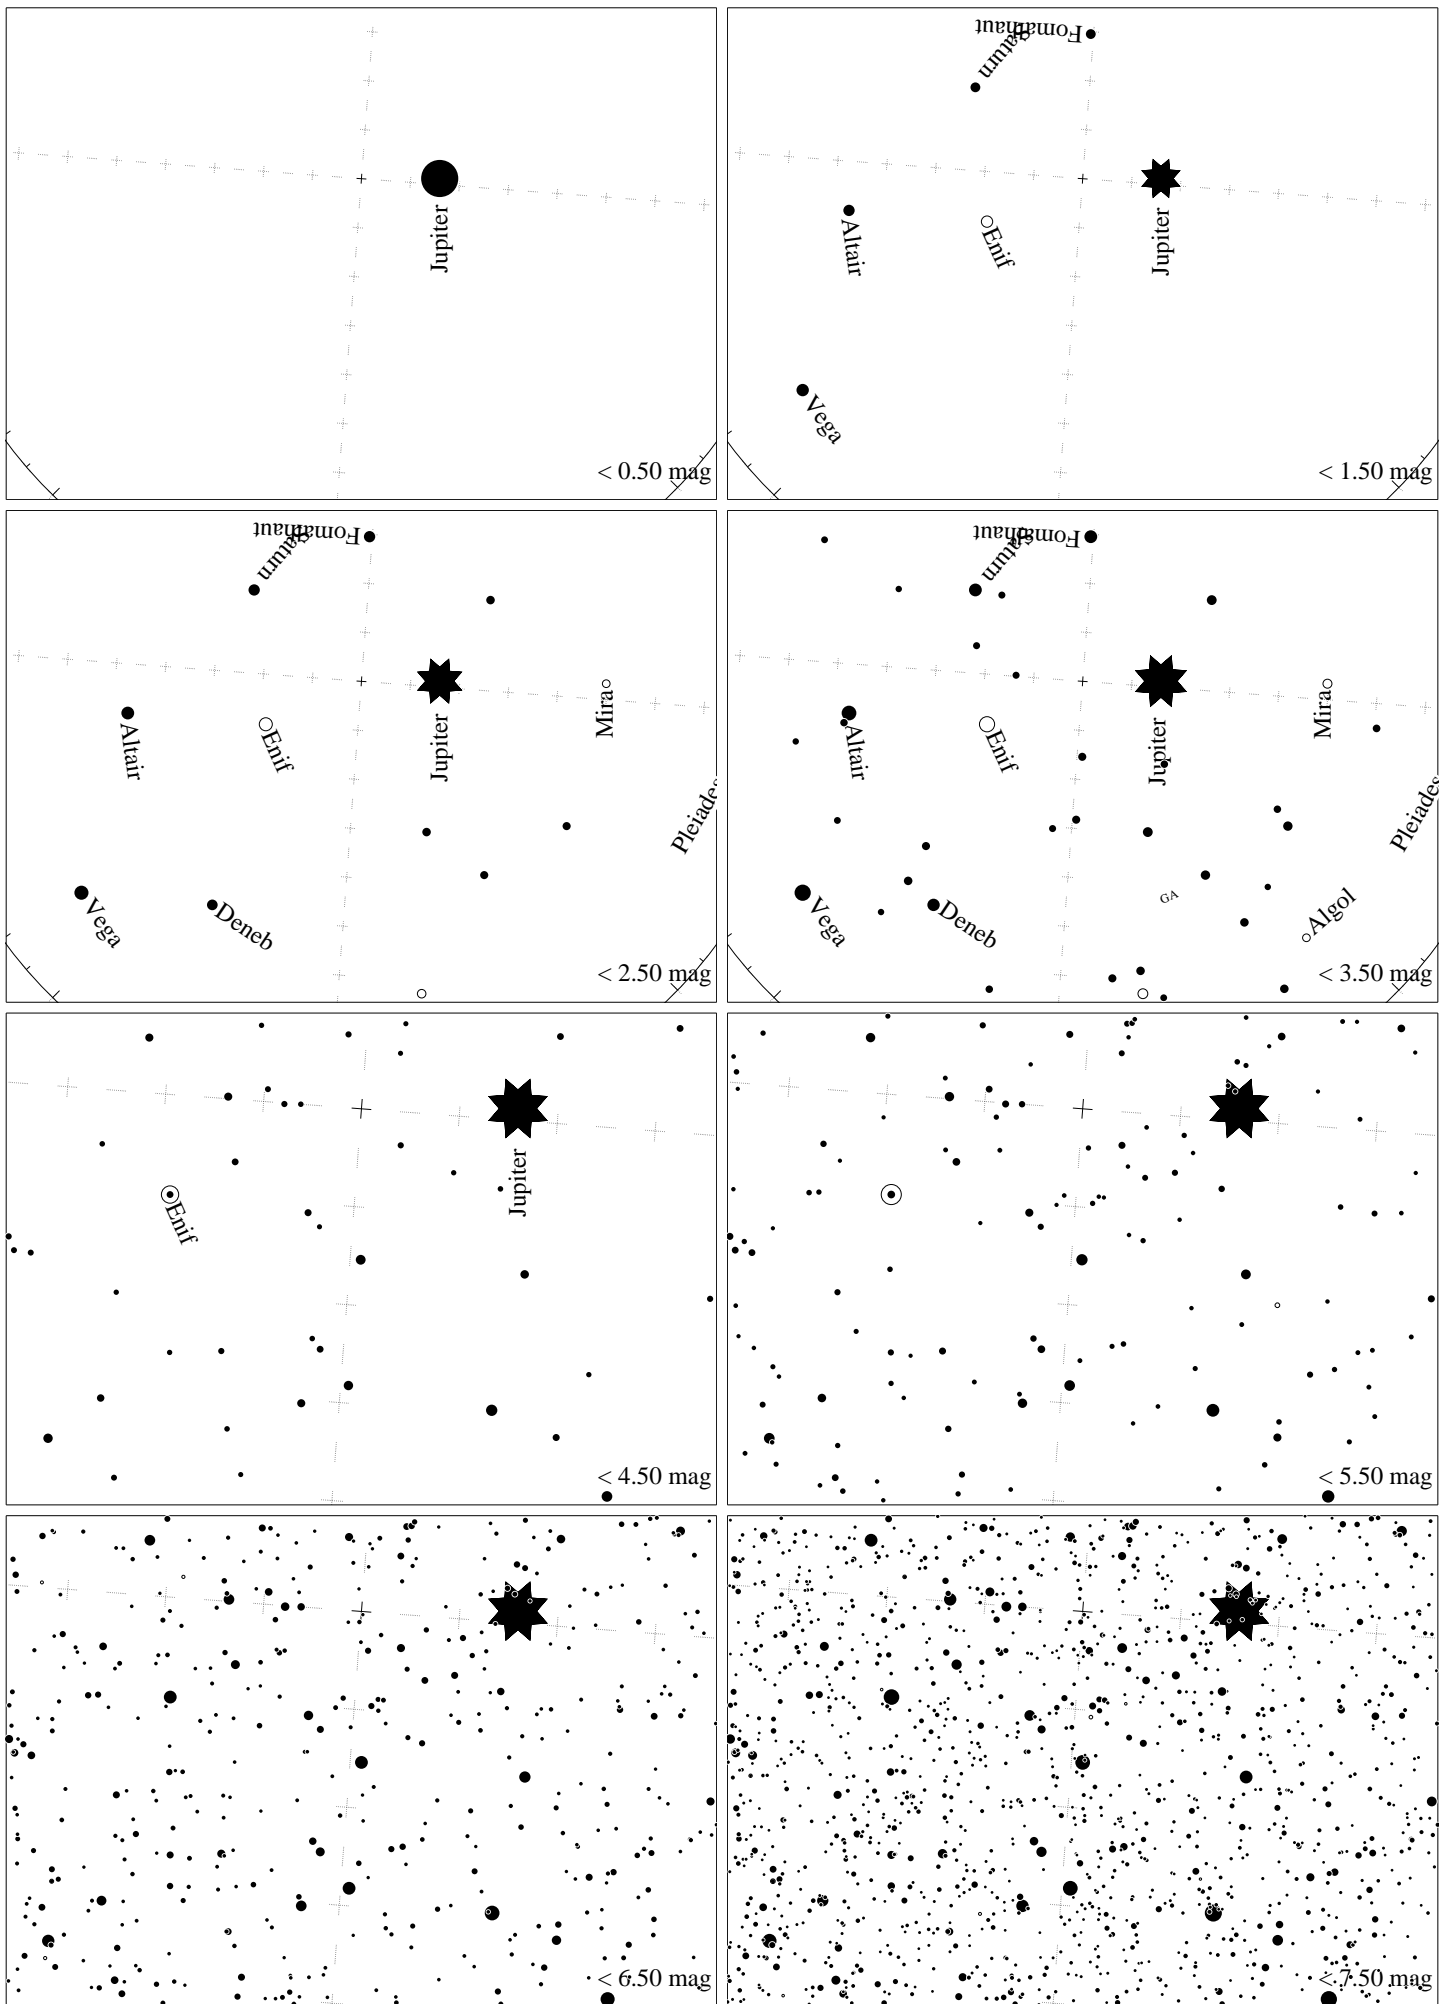 Jupiter
< 0.50 mag
Fomalhaut
Saturn
Altair
Enif
Jupiter
Vega
< 1.50 mag
Fomalhaut
Saturn
Altair
Enif
Jupiter
Mira
Pleiades
Vega
Deneb
< 2.50 mag
Fomalhaut
Saturn
Altair
Enif
Jupiter
Mira
Pleiades
GA
Vega
Deneb
Algol
< 3.50 mag
Jupiter
Enif
< 4.50 mag
< 5.50 mag
< 6.50 mag
< 7.50 mag